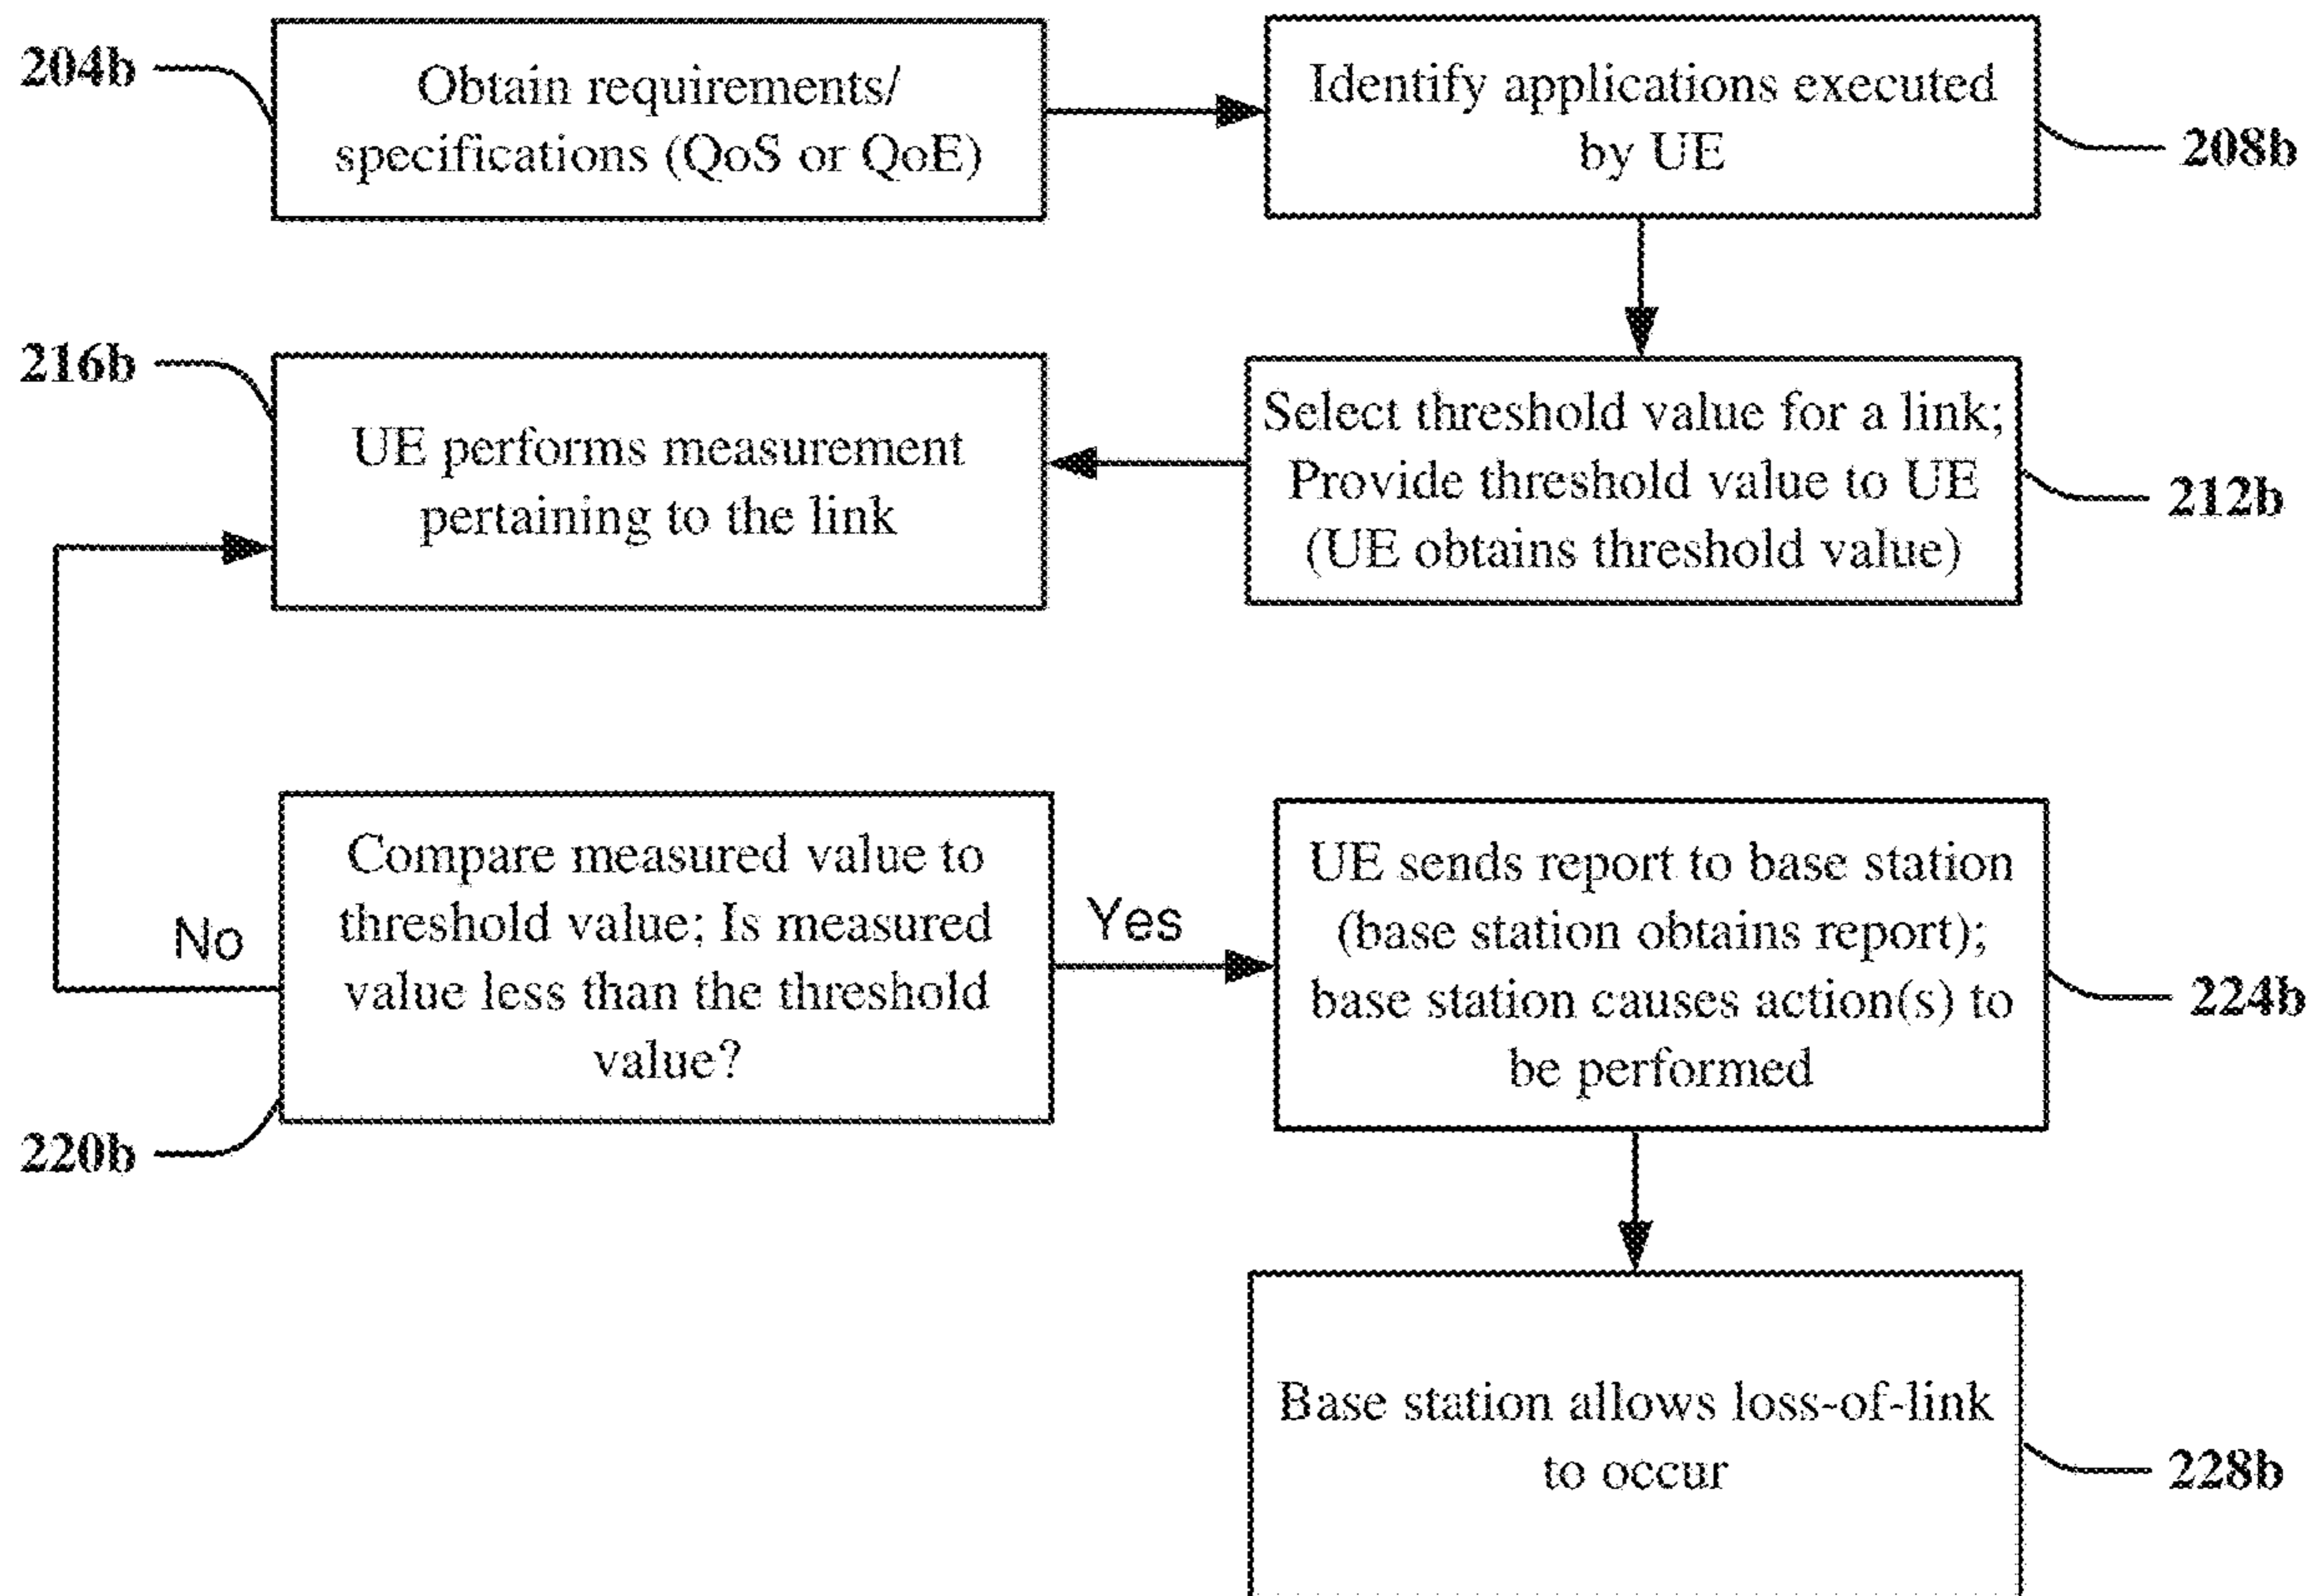 204b
Obtain requirements/
specifications (QoS or QoE)
Identify applications executed
by UE
208b
216b
UE performs measurement
pertaining to the link
Select threshold value for a link;
Provide threshold value to UE
(UE obtains threshold value)
212b
Compare measured value to
threshold value; Is measured
value less than the threshold
value?
220b
No
Yes
UE sends report to base station
(base station obtains report);
base station causes action(s) to
be performed
224b
Base station allows loss-of-link
to occur
228b